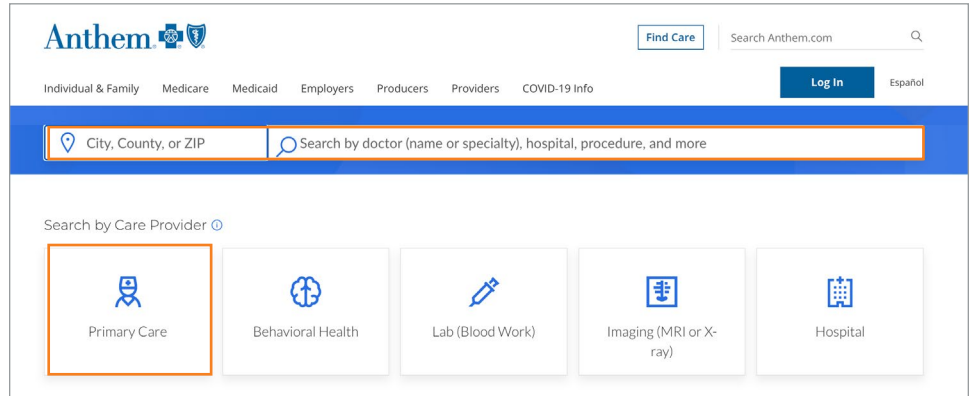 Anthem
Find Care
Search Anthem.com
Individual & Family Medicare Medicaid Employers Producers Providers COVID-19 Info
Log In
Español
City, County, or ZIP
Search by doctor (name or specialty), hospital, procedure, and more
Search by Care Provider
Primary Care
Behavioral Health
Lab (Blood Work)
Imaging (MRI or X-
ray)
Hospital